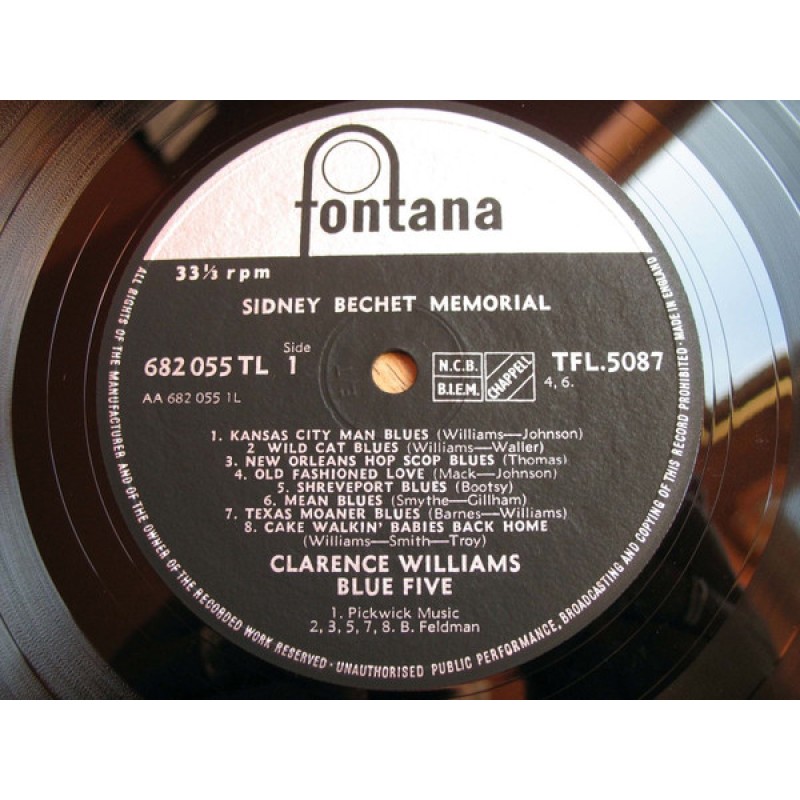 fontana
33⅓ rpm
SIDNEY BECHET MEMORIAL
682 055 TL Side 1
AA 682 055 1L
N.C.B.
B.I.E.M.
CHAPPELL
TFL.5087
4, 6.
1. KANSAS CITY MAN BLUES (Williams—Johnson)
2 WILD CAT BLUES (Williams—Waller)
3. NEW ORLEANS HOP SCOP BLUES (Thomas)
4. OLD FASHIONED LOVE (Mack—Johnson)
5. SHREVEPORT BLUES (Bootsy)
6. MEAN BLUES (Smythe—Gillham)
7. TEXAS MOANER BLUES (Barnes—Williams)
8. CAKE WALKIN' BABIES BACK HOME
(Williams—Smith—Troy)
CLARENCE WILLIAMS
BLUE FIVE
1. Pickwick Music
2, 3, 5, 7, 8. B. Feldman
ALL RIGHTS OF THE MANUFACTURER AND OF THE OWNER OF THE RECORDED WORK RESERVED · UNAUTHORISED PUBLIC PERFORMANCE, BROADCASTING AND COPYING OF THIS RECORD PROHIBITED · MADE IN ENGLAND